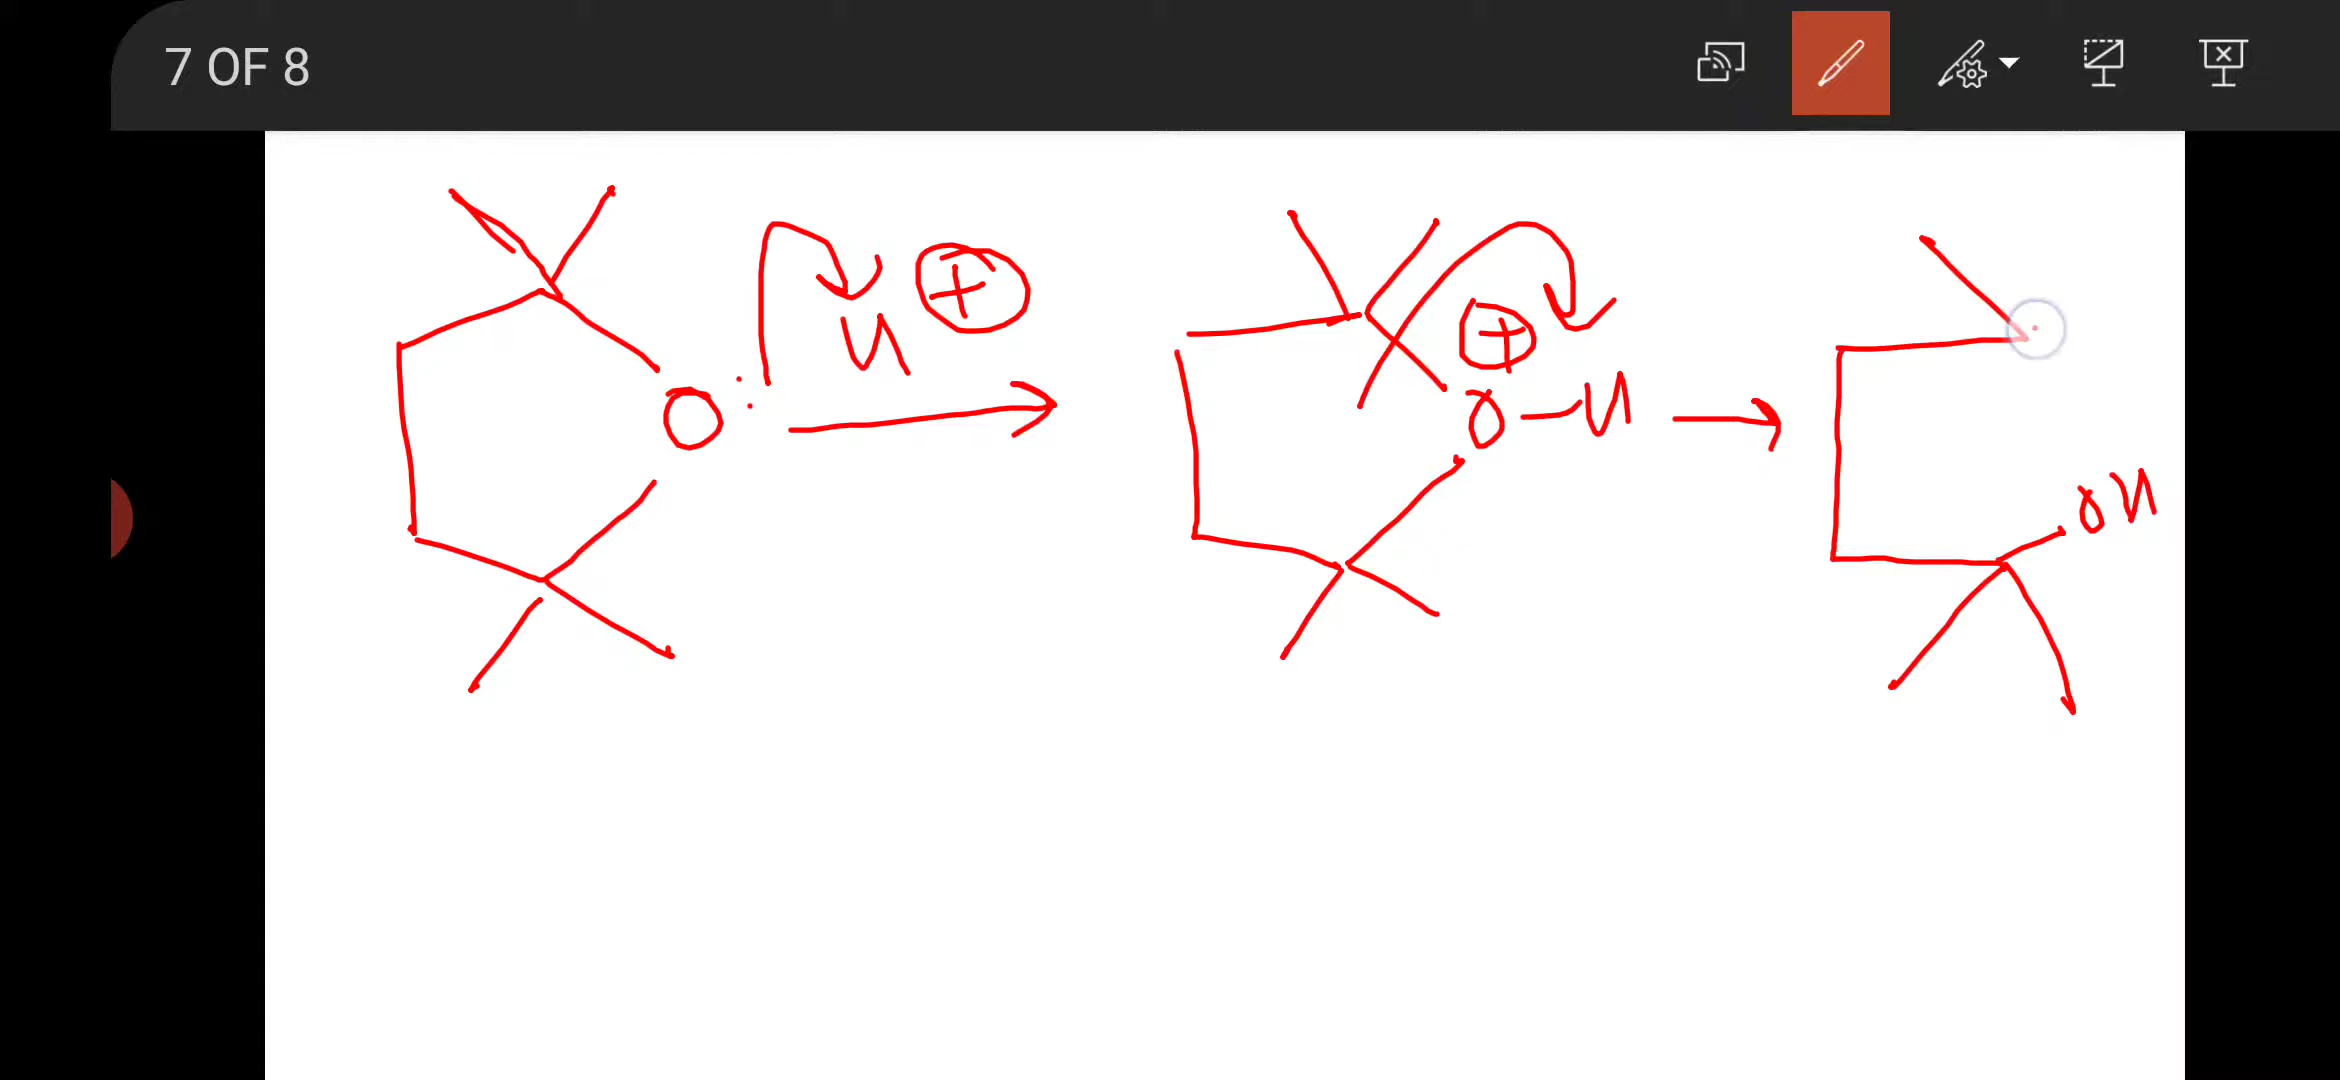 7 OF 8
H +
O :
+
O - H
OH